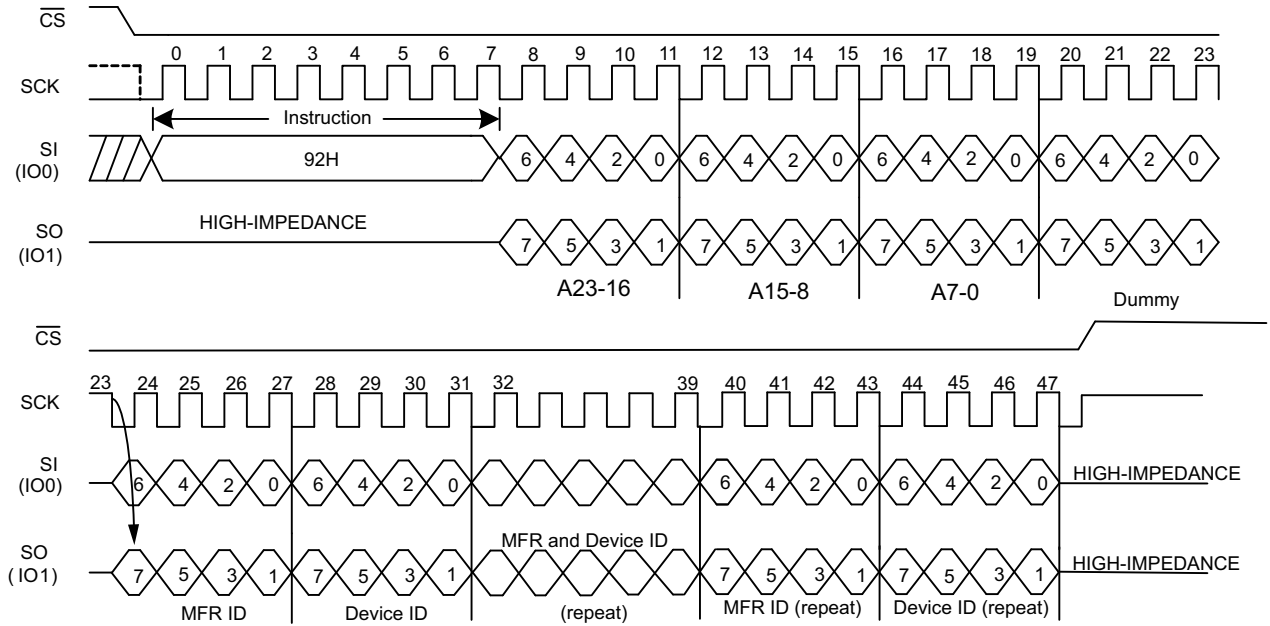 CS
0 1 2 3 4 5 6 7 8 9 10 11 12 13 14 15 16 17 18 19 20 21 22 23
SCK
Instruction
SI
(IO0)
92H
6 4 2 0 6 4 2 0 6 4 2 0 6 4 2 0
HIGH-IMPEDANCE
SO
(IO1)
7 5 3 1 7 5 3 1 7 5 3 1 7 5 3 1
A23-16 A15-8 A7-0 Dummy
CS
23 24 25 26 27 28 29 30 31 32 39 40 41 42 43 44 45 46 47
SCK
SI
(IO0)
6 4 2 0 6 4 2 0 6 4 2 0 6 4 2 0
HIGH-IMPEDANCE
MFR and Device ID
SO
(IO1)
7 5 3 1 7 5 3 1 7 5 3 1 7 5 3 1
HIGH-IMPEDANCE
MFR ID Device ID (repeat) MFR ID (repeat) Device ID (repeat)